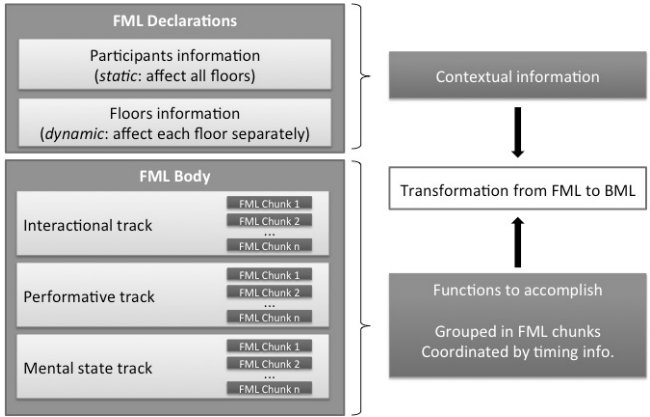 FML Declarations
Participants information
(static: affect all floors)
Floors information
(dynamic: affect each floor separately)
Contextual information
Transformation from FML to BML
FML Body
Interactional track
FML Chunk 1
FML Chunk 2
...
FML Chunk n
Performative track
FML Chunk 1
FML Chunk 2
...
FML Chunk n
Mental state track
FML Chunk 1
FML Chunk 2
...
FML Chunk n
Functions to accomplish
Grouped in FML chunks
Coordinated by timing info.